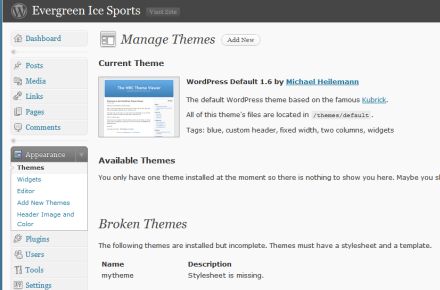 Evergreen Ice Sports Visit Site
Dashboard
Posts
Media
Links
Pages
Comments
Appearance
Themes
Widgets
Editor
Add New Themes
Header Image and
Color
Plugins
Users
Tools
Settings
Manage Themes Add New
Current Theme
WordPress Default 1.6 by Michael Heilemann
The default WordPress theme based on the famous Kubrick.
All of this theme's files are located in /themes/default.
Tags: blue, custom header, fixed width, two columns, widgets
Available Themes
You only have one theme installed at the moment so there is nothing to show you here. Maybe you
Broken Themes
The following themes are installed but incomplete. Themes must have a stylesheet and a template.
Name Description
mytheme Stylesheet is missing.